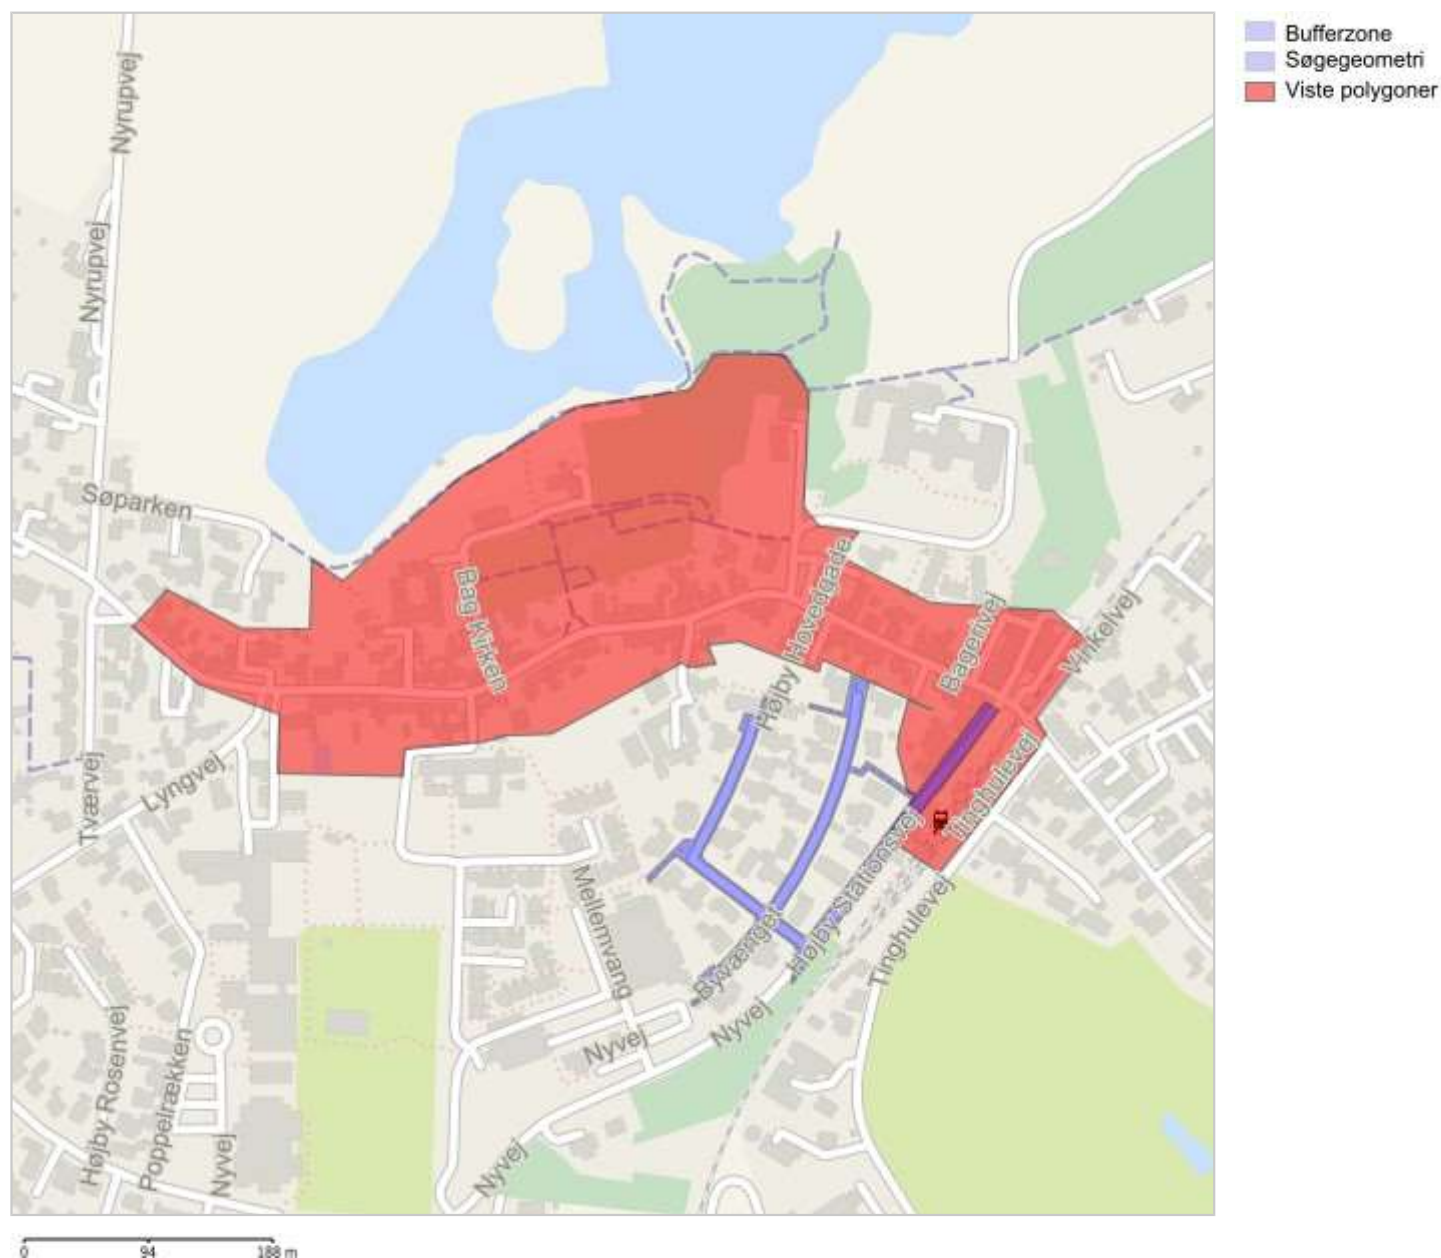 Bufferzone
Søgegeometri
Viste polygoner
Nyrupvej
Nyrupvej
Søparken
Bag Kirken
Højby Hovedgade
Bagerivej
Vinkelvej
Tværvej
Lyngvej
Tinghulevej
Højby Stationsvej
Mellemvang
Byvænget
Tinghulevej
Nyvej
Nyvej
Højby Rosenvej
Poppelrækken
Nyvej
Nyvej
0 94 188 m